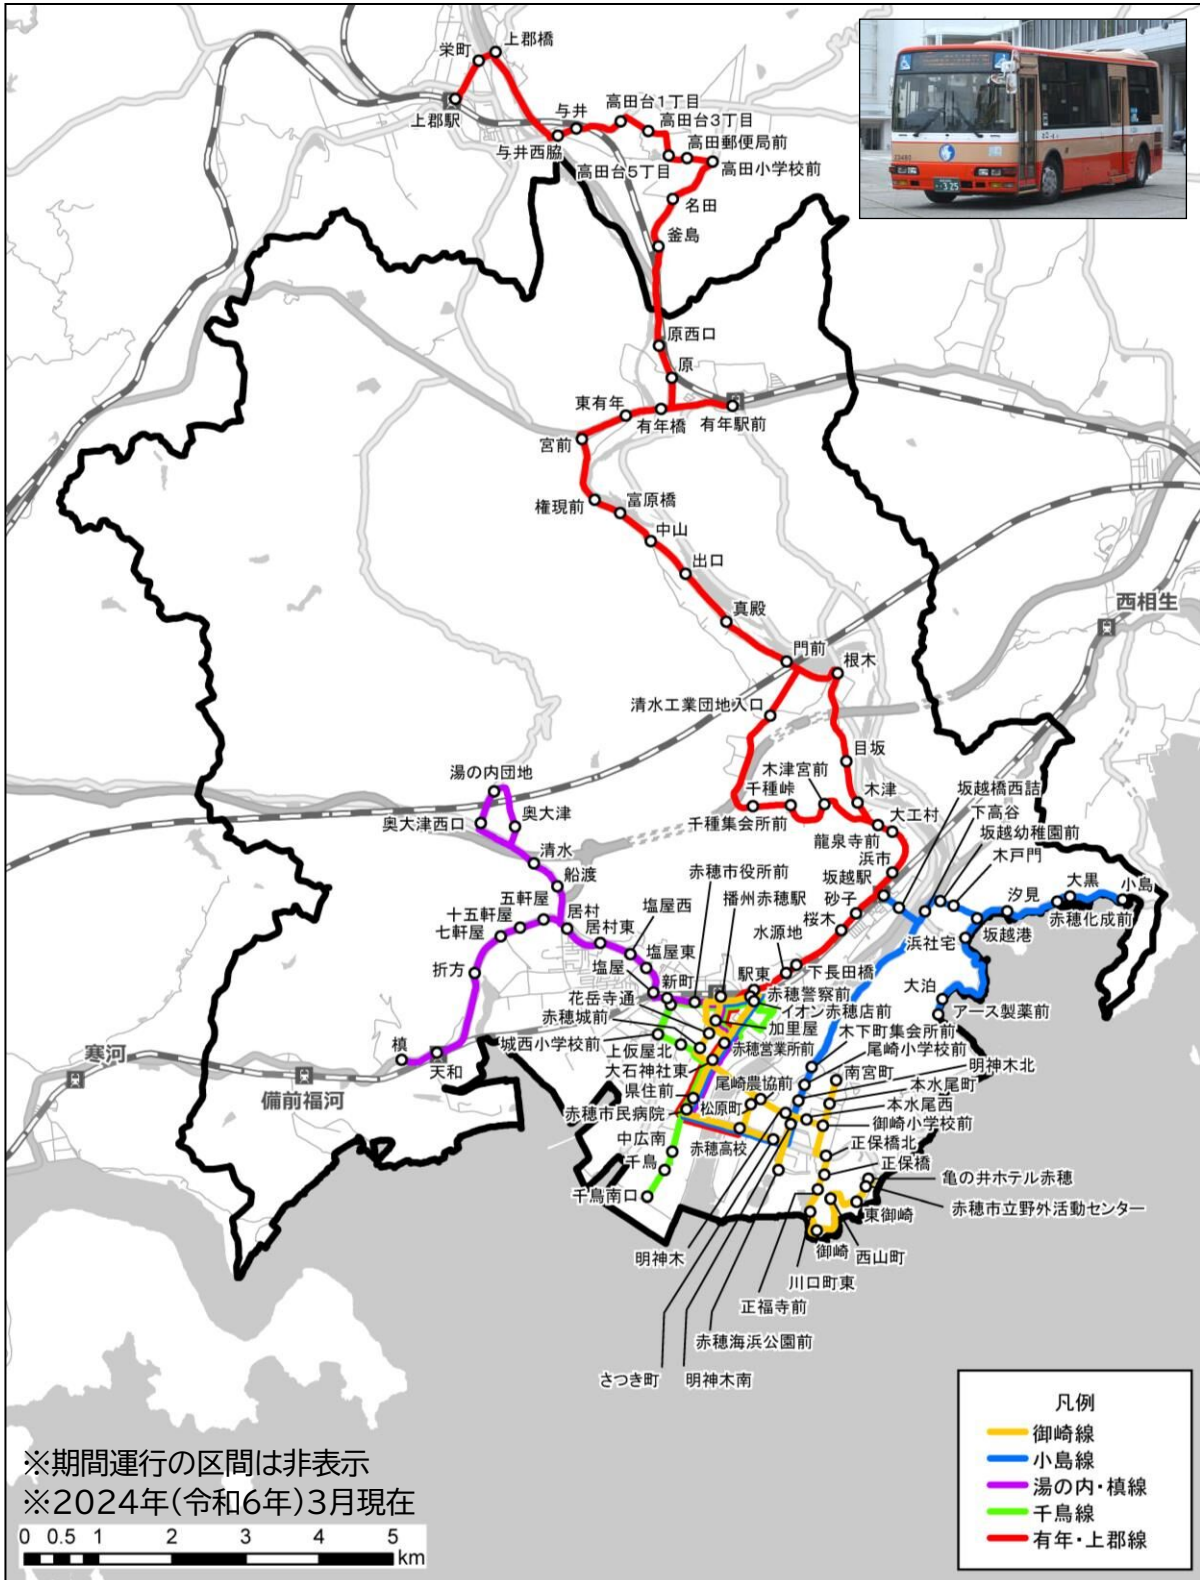 上郡橋
栄町
上郡駅
与井
与井西脇
高田台1丁目
高田台3丁目
高田郵便局前
高田台5丁目
高田小学校前
名田
釜島
原西口
原
東有年
有年橋
有年駅前
宮前
権現前
富原橋
中山
出口
真殿
西相生
門前
根木
清水工業団地入口
目坂
木津宮前
千種峠
木津
千種集会所前
大工村
龍泉寺前
浜市
坂越駅
砂子
桜木
坂越橋西詰
下高谷
坂越幼稚園前
木戸門
大黒
小島
汐見
赤穂化成前
坂越港
浜社宅
大泊
アース製薬前
湯の内団地
奥大津西口
奥大津
清水
船渡
五軒屋
十五軒屋
七軒屋
居村
居村東
折方
槙
天和
寒河
備前福河
塩屋西
塩屋東
塩屋
新町
赤穂市役所前
播州赤穂駅
水源地
下長田橋
駅東
赤穂警察前
イオン赤穂店前
花岳寺通
赤穂城前
加里屋
城西小学校前
上仮屋北
赤穂営業所前
大石神社東
木下町集会所前
尾崎小学校前
明神木北
南宮町
本水尾町
本水尾西
御崎小学校前
県住前
尾崎農協前
赤穂市民病院
松原町
赤穂高校
正保橋北
正保橋
中広南
千鳥
千鳥南口
亀の井ホテル赤穂
赤穂市立野外活動センター
東御崎
西山町
御崎
川口町東
正福寺前
赤穂海浜公園前
明神木
さつき町
明神木南
凡例
御崎線
小島線
湯の内・槙線
千鳥線
有年・上郡線
※期間運行の区間は非表示
※2024年(令和6年)3月現在
0 0.5 1 2 3 4 5
km
325